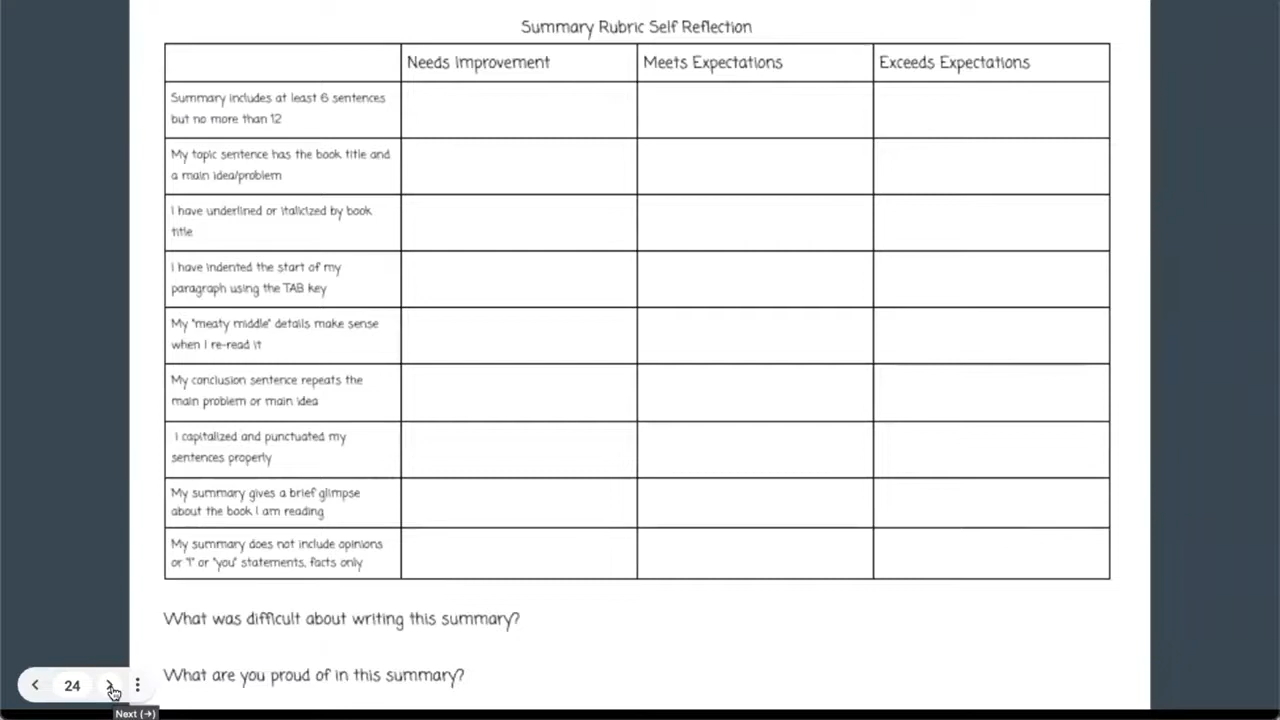 Summary Rubric Self Reflection
Needs Improvement
Meets Expectations
Exceeds Expectations
Summary includes at least 6 sentences
but no more than 12
My topic sentence has the book title and
a main idea/problem
I have underlined or italicized by book
title
I have indented the start of my
paragraph using the TAB key
My "meaty middle" details make sense
when I re-read it
My conclusion sentence repeats the
main problem or main idea
I capitalized and punctuated my
sentences properly
My summary gives a brief glimpse
about the book I am reading
My summary does not include opinions
or "I" or "you" statements, facts only
What was difficult about writing this summary?
What are you proud of in this summary?
24
Next (→)